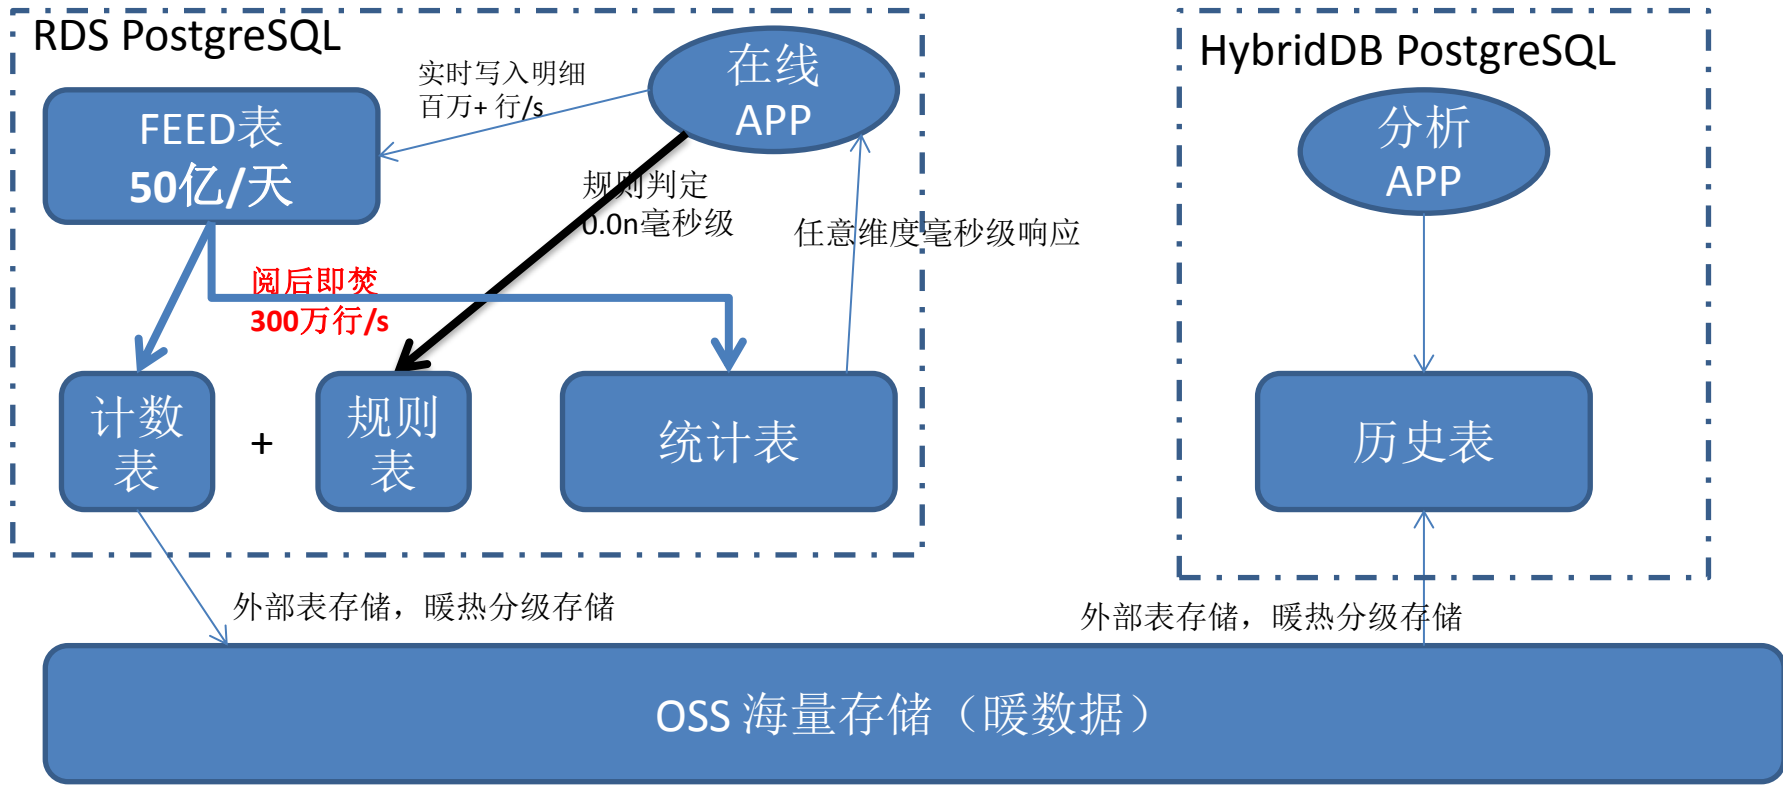 RDS PostgreSQL
实时写入明细
百万+ 行/s
在线
APP
FEED表
50亿/天
规则判定
0.0n毫秒级
任意维度毫秒级响应
阅后即焚
300万行/s
计数
表
+
规则
表
统计表
HybridDB PostgreSQL
分析
APP
历史表
外部表存储，暖热分级存储
外部表存储，暖热分级存储
OSS 海量存储（暖数据）